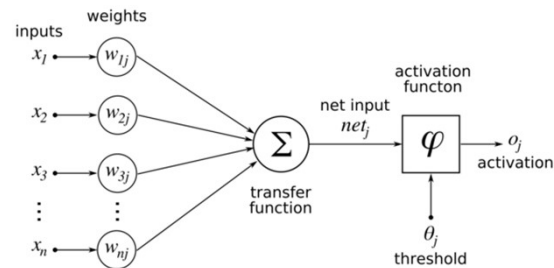 inputs
weights
x1
w1j
x2
w2j
x3
w3j
⋮
⋮
xn
wnj
Σ
transfer
function
net input
netj
activation
functon
φ
oj
activation
θj
threshold